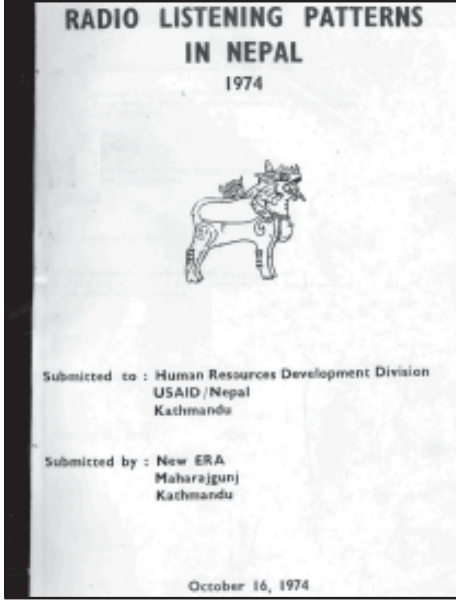 RADIO LISTENING PATTERNS
IN NEPAL
1974
Submitted to : Human Resources Development Division
USAID/Nepal
Kathmandu
Submitted by : New ERA
Maharajgunj
Kathmandu
October 16, 1974